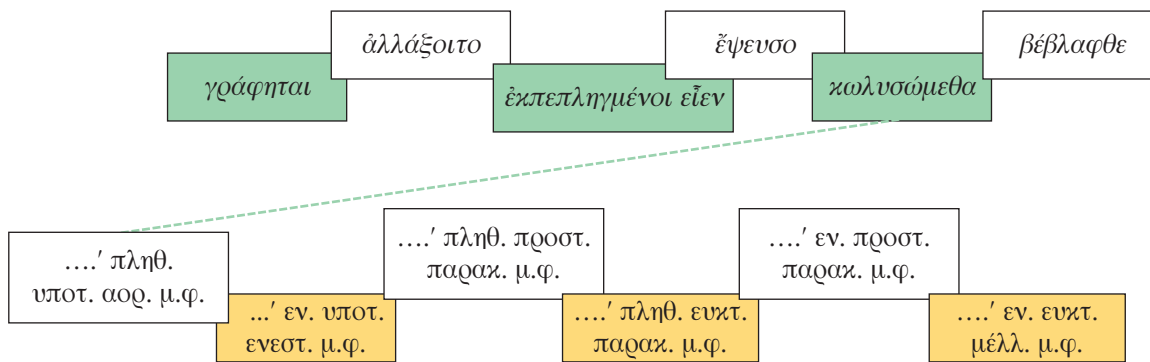 ἀλλάξοιτο
ἔψευσο
βέβλαφθε
γράφηται
ἐκπεπληγμένοι εἶεν
κωλυσώμεθα
….′ πληθ.
υποτ. αορ. μ.φ.
….′ πληθ. προστ.
παρακ. μ.φ.
….′ εν. προστ.
παρακ. μ.φ.
...′ εν. υποτ.
ενεστ. μ.φ.
….′ πληθ. ευκτ.
παρακ. μ.φ.
….′ εν. ευκτ.
μέλλ. μ.φ.